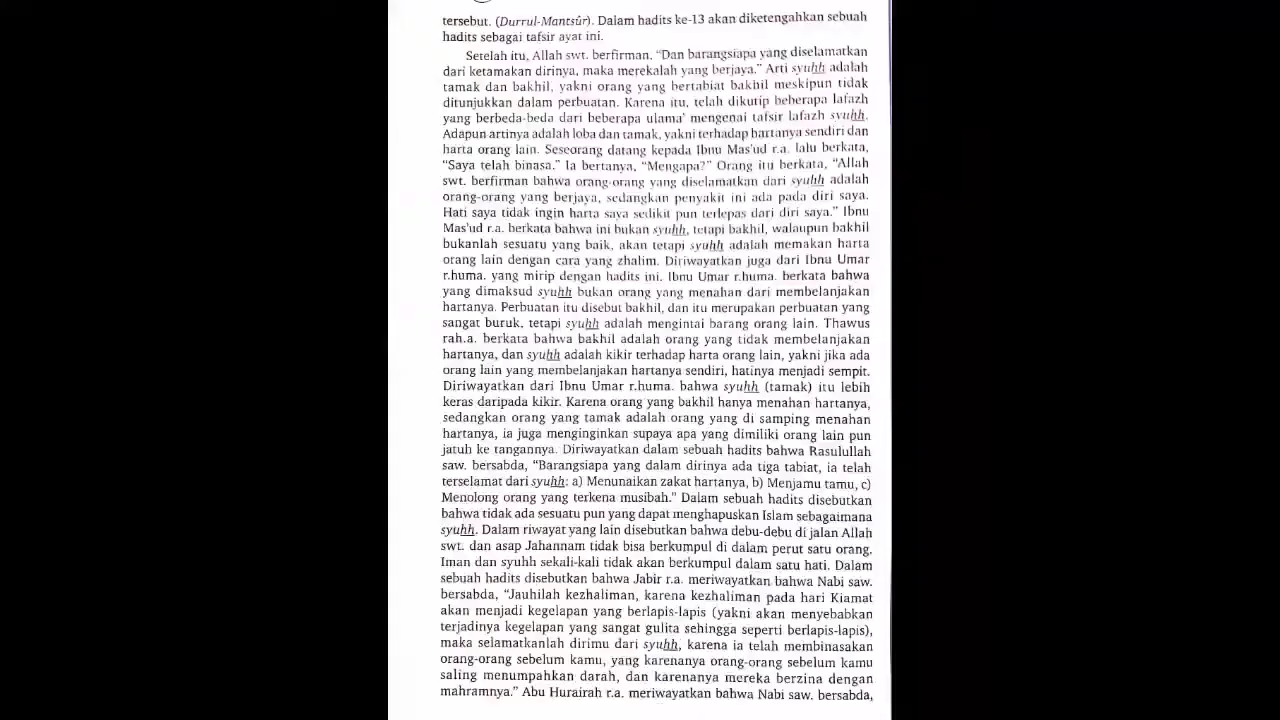 tersebut. (Durrul-Mantsûr). Dalam hadits ke-13 akan diketengahkan sebuah
hadits sebagai tafsir ayat ini.
Setelah itu, Allah swt. berfirman, “Dan barangsiapa yang diselamatkan
dari ketamakan dirinya, maka merekalah yang berjaya.” Arti syuhh adalah
tamak dan bakhil, yakni orang yang bertabiat bakhil meskipun tidak
ditunjukkan dalam perbuatan. Karena itu, telah dikutip beberapa lafazh
yang berbeda-beda dari beberapa ulama’ mengenai tafsir lafazh syuhh.
Adapun artinya adalah loba dan tamak, yakni terhadap hartanya sendiri dan
harta orang lain. Seseorang datang kepada Ibnu Mas'ud r.a. lalu berkata,
“Saya telah binasa.” Ia bertanya, “Mengapa?” Orang itu berkata, “Allah
swt. berfirman bahwa orang-orang yang diselamatkan dari syuhh adalah
orang-orang yang berjaya, sedangkan penyakit ini ada pada diri saya.
Hati saya tidak ingin harta saya sedikit pun terlepas dari diri saya.” Ibnu
Mas'ud r.a. berkata bahwa ini bukan syuhh, tetapi bakhil, walaupun bakhil
bukanlah sesuatu yang baik, akan tetapi syuhh adalah memakan harta
orang lain dengan cara yang zhalim. Diriwayatkan juga dari Ibnu Umar
r.huma. yang mirip dengan hadits ini. Ibnu Umar r.huma. berkata bahwa
yang dimaksud syuhh bukan orang yang menahan dari membelanjakan
hartanya. Perbuatan itu disebut bakhil, dan itu merupakan perbuatan yang
sangat buruk, tetapi syuhh adalah mengintai barang orang lain. Thawus
rah.a. berkata bahwa bakhil adalah orang yang tidak membelanjakan
hartanya, dan syuhh adalah kikir terhadap harta orang lain, yakni jika ada
orang lain yang membelanjakan hartanya sendiri, hatinya menjadi sempit.
Diriwayatkan dari Ibnu Umar r.huma. bahwa syuhh (tamak) itu lebih
keras daripada kikir. Karena orang yang bakhil hanya menahan hartanya,
sedangkan orang yang tamak adalah orang yang di samping menahan
hartanya, ia juga menginginkan supaya apa yang dimiliki orang lain pun
jatuh ke tangannya. Diriwayatkan dalam sebuah hadits bahwa Rasulullah
saw. bersabda, “Barangsiapa yang dalam dirinya ada tiga tabiat, ia telah
terselamat dari syuhh: a) Menunaikan zakat hartanya, b) Menjamu tamu, c)
Menolong orang yang terkena musibah.” Dalam sebuah hadits disebutkan
bahwa tidak ada sesuatu pun yang dapat menghapuskan Islam sebagaimana
syuhh. Dalam riwayat yang lain disebutkan bahwa debu-debu di jalan Allah
swt. dan asap Jahannam tidak bisa berkumpul di dalam perut satu orang.
Iman dan syuhh sekali-kali tidak akan berkumpul dalam satu hati. Dalam
sebuah hadits disebutkan bahwa Jabir r.a. meriwayatkan bahwa Nabi saw.
bersabda, “Jauhilah kezhaliman, karena kezhaliman pada hari Kiamat
akan menjadi kegelapan yang berlapis-lapis (yakni akan menyebabkan
terjadinya kegelapan yang sangat gulita sehingga seperti berlapis-lapis),
maka selamatkanlah dirimu dari syuhh, karena ia telah membinasakan
orang-orang sebelum kamu, yang karenanya orang-orang sebelum kamu
saling menumpahkan darah, dan karenanya mereka berzina dengan
mahramnya.” Abu Hurairah r.a. meriwayatkan bahwa Nabi saw. bersabda,